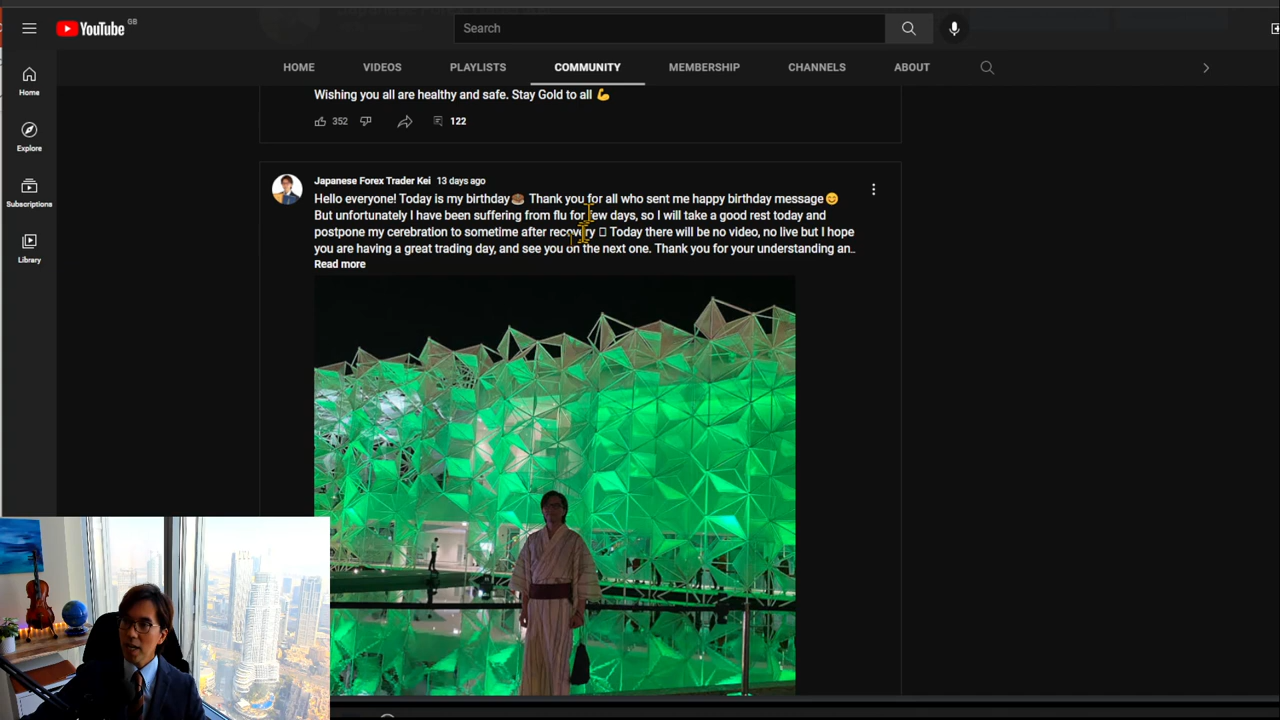 YouTube GB
Search
HOME VIDEOS PLAYLISTS COMMUNITY MEMBERSHIP CHANNELS ABOUT
Home
Explore
Subscriptions
Library
Wishing you all are healthy and safe. Stay Gold to all 💪
352 122
Japanese Forex Trader Kei 13 days ago
Hello everyone! Today is my birthday🎂 Thank you for all who sent me happy birthday message😊
But unfortunately I have been suffering from flu for few days, so I will take a good rest today and
postpone my cerebration to sometime after recovery ▯ Today there will be no video, no live but I hope
you are having a great trading day, and see you on the next one. Thank you for your understanding an..
Read more